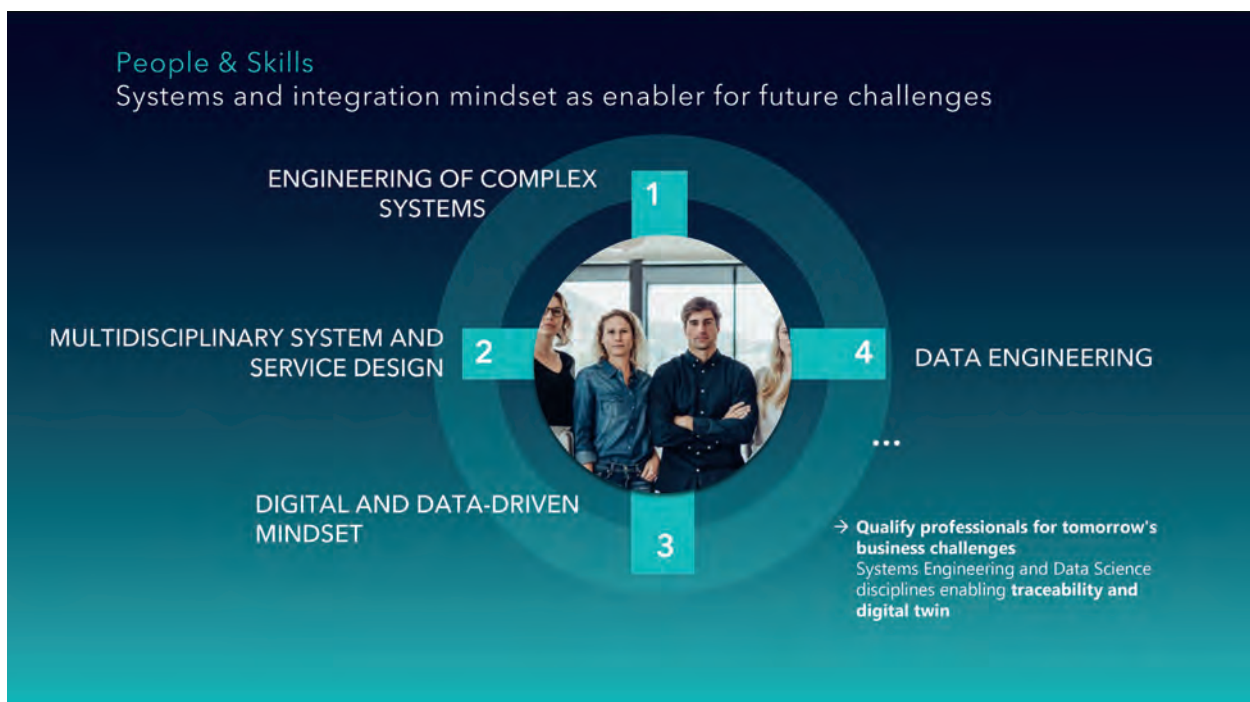 People & Skills
Systems and integration mindset as enabler for future challenges
ENGINEERING OF COMPLEX
SYSTEMS
1
MULTIDISCIPLINARY SYSTEM AND
SERVICE DESIGN
2
DIGITAL AND DATA-DRIVEN
MINDSET
3
4
DATA ENGINEERING
...
→ Qualify professionals for tomorrow's
business challenges
Systems Engineering and Data Science
disciplines enabling traceability and
digital twin